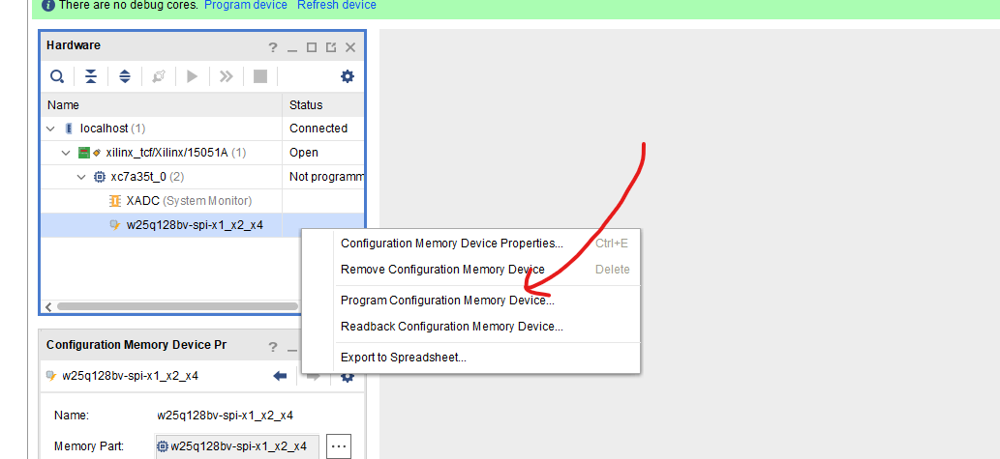 There are no debug cores. Program device Refresh device
Hardware
Name Status
localhost (1) Connected
xilinx_tcf/Xilinx/15051A (1) Open
xc7a35t_0 (2) Not programm
XADC (System Monitor)
w25q128bv-spi-x1_x2_x4
Configuration Memory Device Properties... Ctrl+E
Remove Configuration Memory Device Delete
Program Configuration Memory Device...
Readback Configuration Memory Device...
Export to Spreadsheet...
Configuration Memory Device Pr
w25q128bv-spi-x1_x2_x4
Name: w25q128bv-spi-x1_x2_x4
Memory Part: w25q128bv-spi-x1_x2_x4 ...